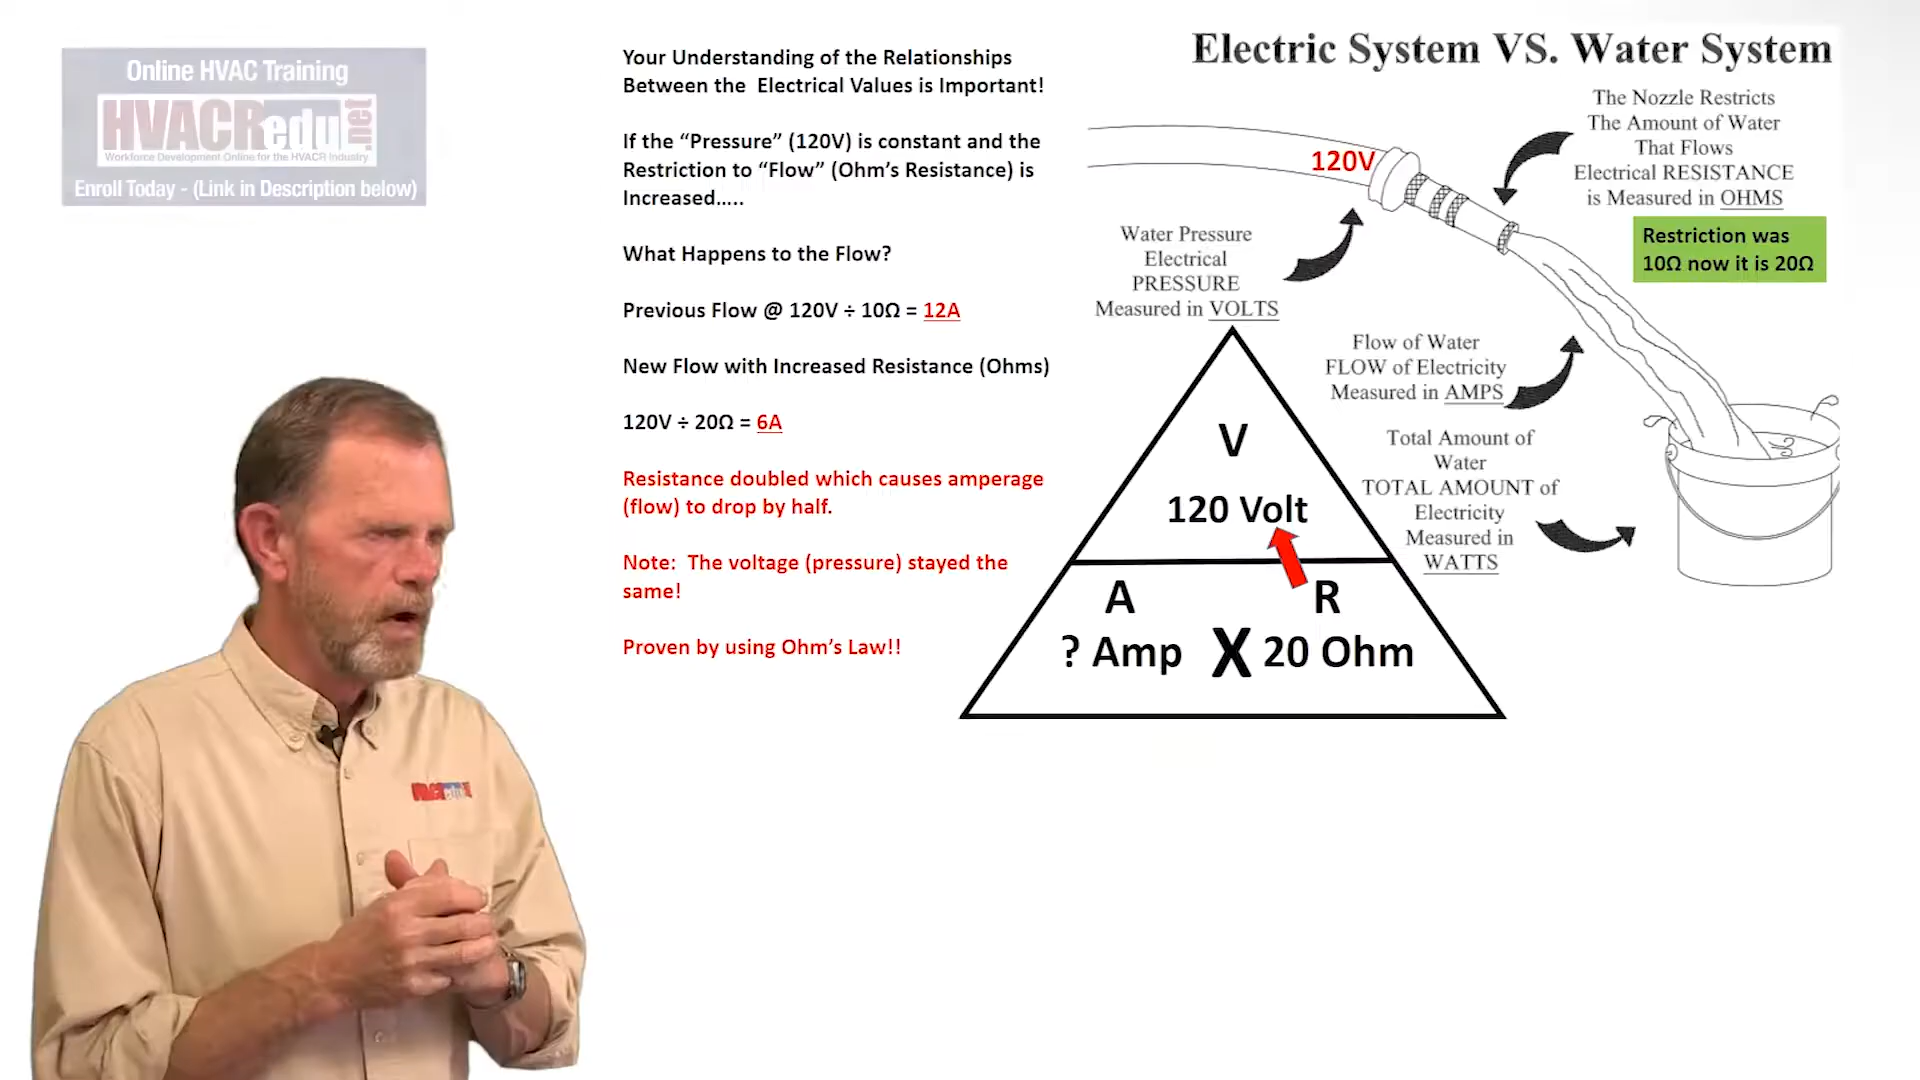 Online HVAC Training
HVACRedu.net
Workforce Development Online for the HVACR Industry.
Enroll Today - (Link in Description below)
Your Understanding of the Relationships
Between the  Electrical Values is Important!
If the “Pressure” (120V) is constant and the
Restriction to “Flow” (Ohm’s Resistance) is
Increased…..
What Happens to the Flow?
Previous Flow @ 120V ÷ 10Ω = 12A
New Flow with Increased Resistance (Ohms)
120V ÷ 20Ω = 6A
Resistance doubled which causes amperage
(flow) to drop by half.
Note:  The voltage (pressure) stayed the
same!
Proven by using Ohm’s Law!!
Electric System VS. Water System
The Nozzle Restricts
The Amount of Water
That Flows
Electrical RESISTANCE
is Measured in OHMS
120V
Restriction was
10Ω now it is 20Ω
Water Pressure
Electrical
PRESSURE
Measured in VOLTS
Flow of Water
FLOW of Electricity
Measured in AMPS
Total Amount of
Water
TOTAL AMOUNT of
Electricity
Measured in
WATTS
V
120 Volt
A
R
? Amp X 20 Ohm
HVACRedu